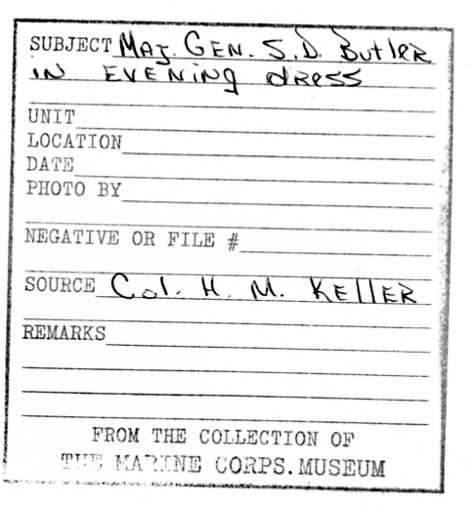 SUBJECT Maj. GEN. S.D. Butler
in EVENING dRESS
UNIT
LOCATION
DATE
PHOTO BY
NEGATIVE OR FILE #
SOURCE Col. H. M. KEllER
REMARKS
FROM THE COLLECTION OF
THE MARINE CORPS.MUSEUM